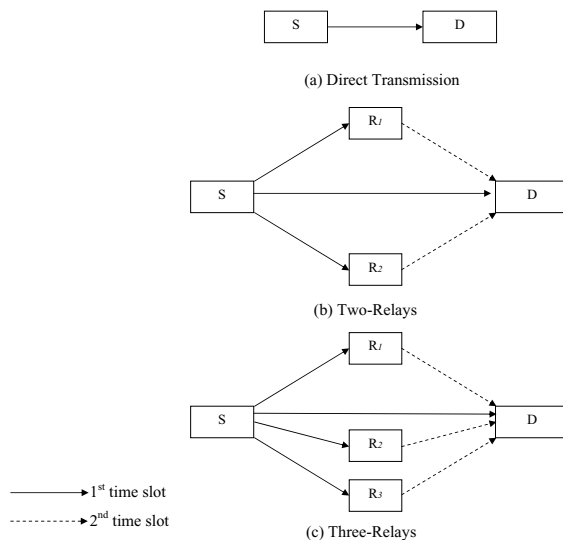 S D
(a) Direct Transmission
R1
S D
R2
(b) Two-Relays
R1
S D
R2
R3
1st time slot
2nd time slot
(c) Three-Relays